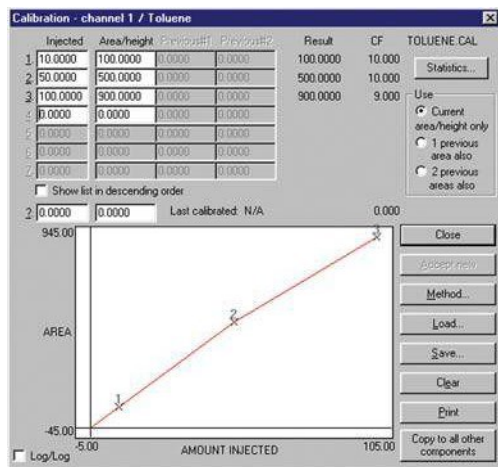 Calibration - channel 1 / Toluene
Injected Area/height Previous#1 Previous#2 Result CF TOLUENE.CAL
1 10.0000 100.0000 0.0000 0.0000 100.0000 10.000
2 50.0000 500.0000 0.0000 0.0000 500.0000 10.000
3 100.0000 900.0000 0.0000 0.0000 900.0000 9.000
4 0.0000 0.0000 0.0000 0.0000
5 0.0000 0.0000 0.0000 0.0000
6 0.0000 0.0000 0.0000 0.0000
7 0.0000 0.0000 0.0000 0.0000
Statistics...
Use
Current area/height only
1 previous area also
2 previous areas also
Show list in descending order
2 0.0000 0.0000 Last calibrated: N/A 0.000
945.00
AREA
-45.00
1
2
3
-5.00 AMOUNT INJECTED 105.00
Log/Log
Close
Accept new
Method...
Load...
Save...
Clear
Print
Copy to all other components